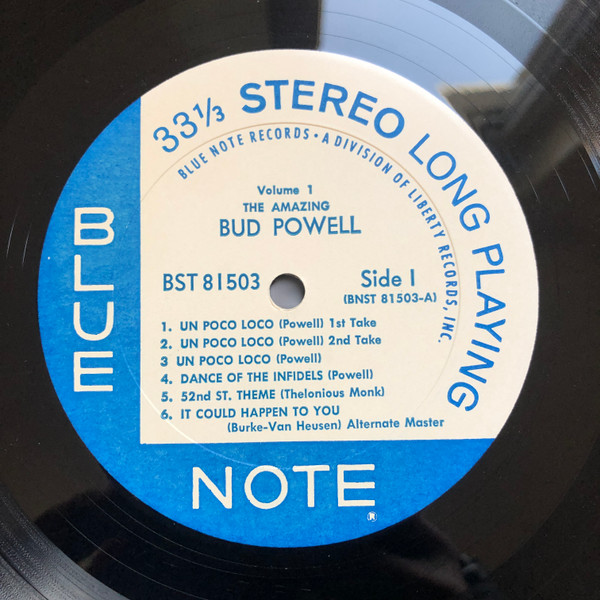 33 1/3 STEREO LONG PLAYING
BLUE NOTE RECORDS • A DIVISION OF LIBERTY RECORDS, INC.
Volume 1
THE AMAZING
BUD POWELL
BST 81503 Side 1
(BNST 81503-A)
1. UN POCO LOCO (Powell) 1st Take
2. UN POCO LOCO (Powell) 2nd Take
3 UN POCO LOCO (Powell)
4. DANCE OF THE INFIDELS (Powell)
5. 52nd ST. THEME (Thelonious Monk)
6. IT COULD HAPPEN TO YOU
(Burke-Van Heusen) Alternate Master
BLUE
NOTE ®